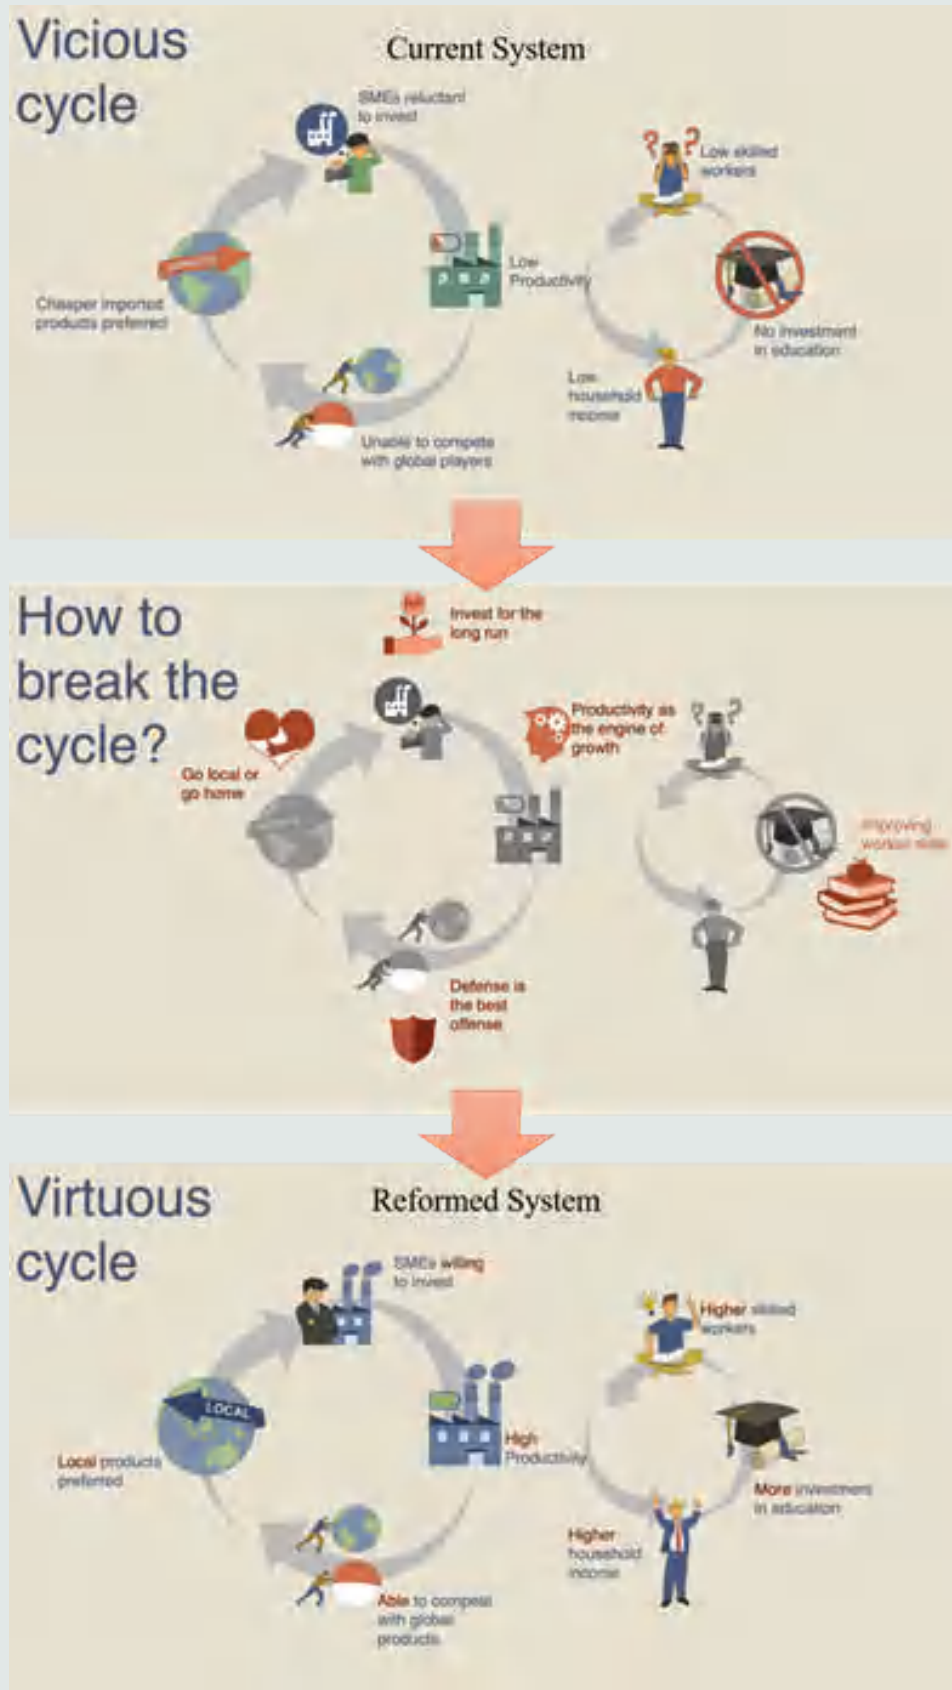 Vicious
cycle
Current System
SMEs reluctant
to invest
Low skilled
workers
Low
Productivity
Cheaper imported
products preferred
No investment
in education
Low
household
income
Unable to compete
with global players
How to
break the
cycle?
Invest for the
long run
Productivity as
the engine of
growth
Go local or
go home
Improving
worker skills
Defense is
the best
offense
Virtuous
cycle
Reformed System
SMEs willing
to invest
Higher skilled
workers
LOCAL
High
Productivity
Local products
preferred
More investment
in education
Higher
household
income
Able to compete
with global
products